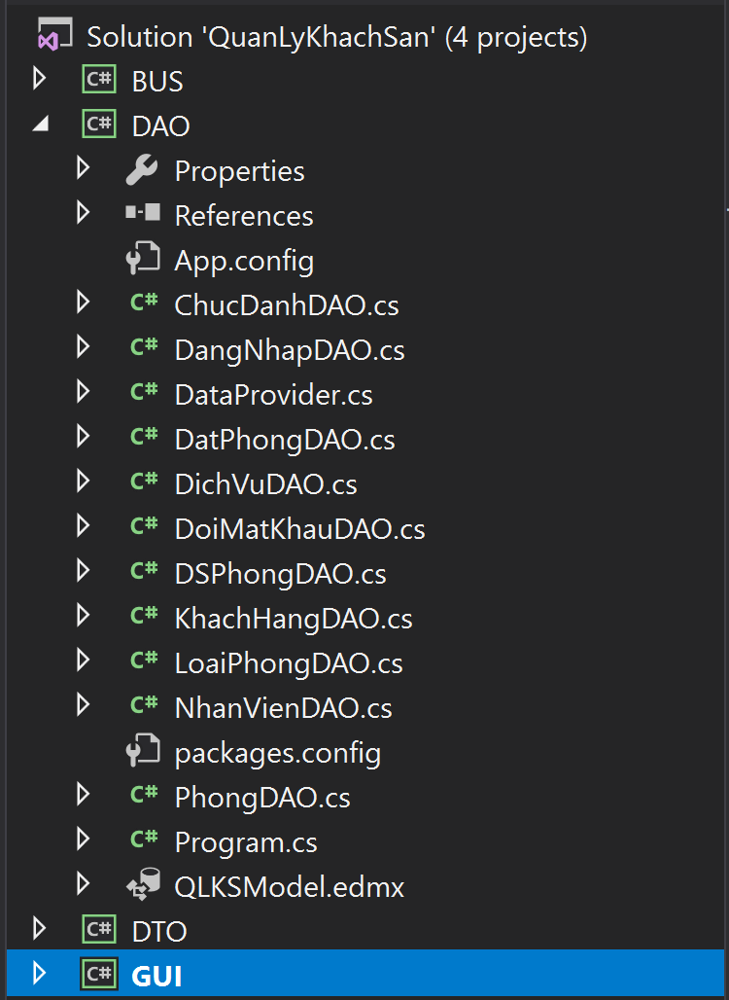 Solution 'QuanLyKhachSan' (4 projects)
C# BUS
C# DAO
Properties
References
App.config
C# ChucDanhDAO.cs
C# DangNhapDAO.cs
C# DataProvider.cs
C# DatPhongDAO.cs
C# DichVuDAO.cs
C# DoiMatKhauDAO.cs
C# DSPhongDAO.cs
C# KhachHangDAO.cs
C# LoaiPhongDAO.cs
C# NhanVienDAO.cs
packages.config
C# PhongDAO.cs
C# Program.cs
QLKSModel.edmx
C# DTO
C# GUI